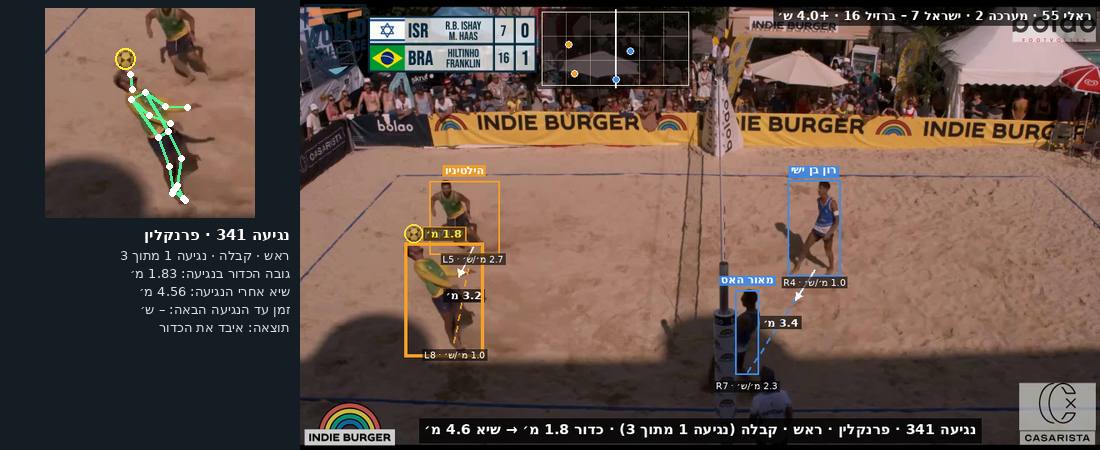 ראלי 55 · מערכה 2 · ישראל 7 – ברזיל 16 · +4.0 ש׳
ISR R.B. ISHAY M. HAAS 7 0
BRA HILTINHO FRANKLIN 16 1
INDIE BURGER
bolao
FOOTVOLLEY
CASARISTA
bolao
INDIE BURGER
INDIE BURGER
INDIE BURGER
הילטיניו
רון בן ישי
1.8 מ׳
L5 · 2.7 מ׳/ש׳
R4 · 1.0 מ׳/ש׳
מאור האס
3.2 מ׳
3.4 מ׳
L8 · 1.0 מ׳/ש׳
R7 · 2.3 מ׳/ש׳
נגיעה 341 · פרנקלין
ראש · קבלה · נגיעה 1 מתוך 3
גובה הכדור בנגיעה: 1.83 מ׳
שיא אחרי הנגיעה: 4.56 מ׳
זמן עד הנגיעה הבאה: – ש׳
תוצאה: איבד את הכדור
נגיעה 341 · פרנקלין · ראש · קבלה (נגיעה 1 מתוך 3) · כדור 1.8 מ׳ → שיא 4.6 מ׳
INDIE BURGER
CASARISTA